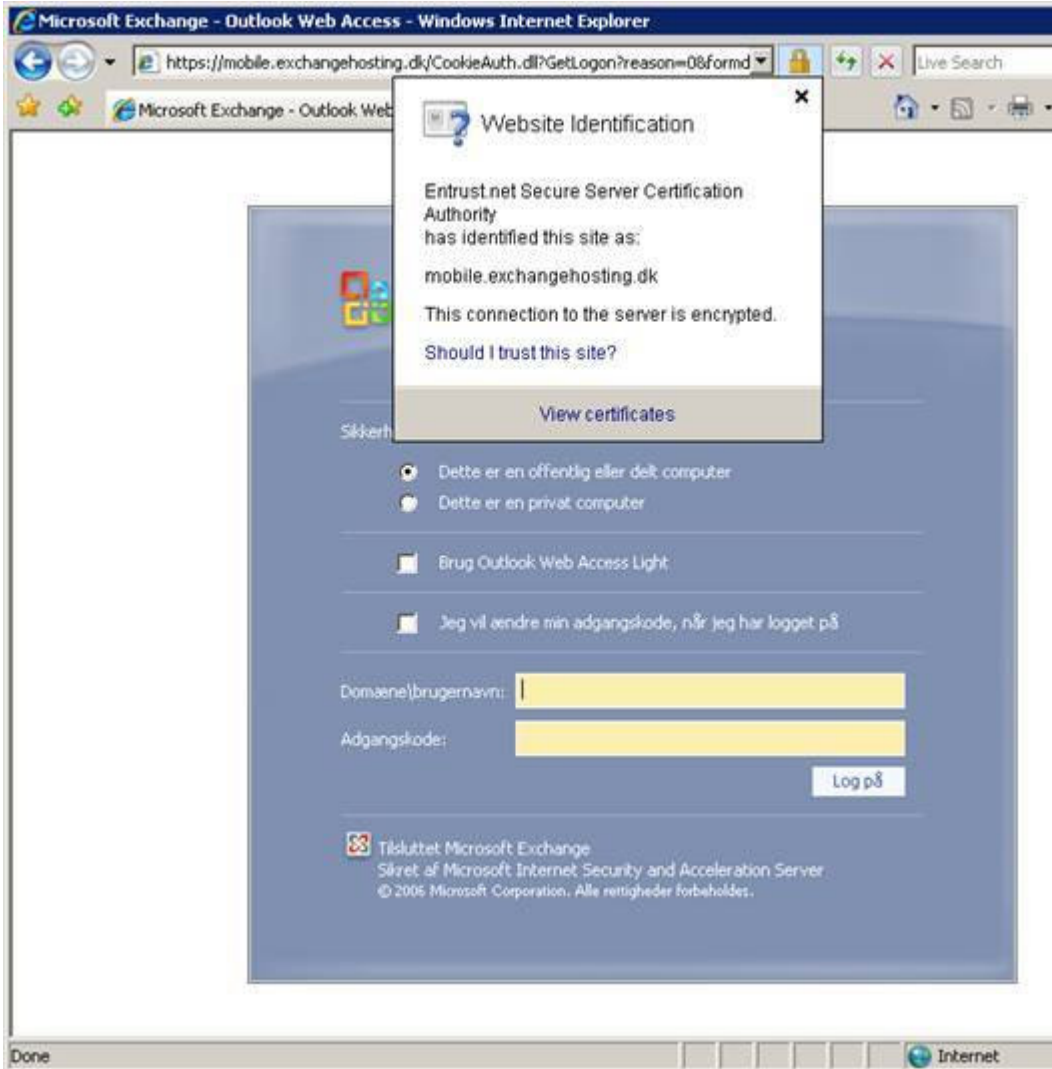 Microsoft Exchange - Outlook Web Access - Windows Internet Explorer
https://mobile.exchangehosting.dk/CookieAuth.dll?GetLogon?reason=0&formd
Live Search
Microsoft Exchange - Outlook Web
Website Identification
Entrust.net Secure Server Certification
Authority
has identified this site as:
mobile.exchangehosting.dk
This connection to the server is encrypted.
Should I trust this site?
View certificates
Dette er en offentlig eller delt computer
Dette er en privat computer
Brug Outlook Web Access Light
Jeg vil ændre min adgangskode, når jeg har logget på
Domæne\brugernavn:
Adgangskode:
Log på
Tilsluttet Microsoft Exchange
Sikret af Microsoft Internet Security and Acceleration Server
© 2006 Microsoft Corporation. Alle rettigheder forbeholdes.
Done
Internet